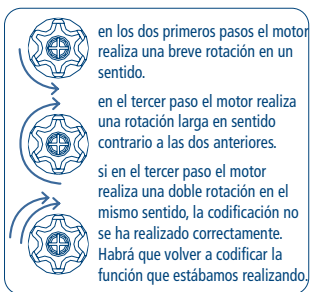 en los dos primeros pasos el motor
realiza una breve rotación en un
sentido.
en el tercer paso el motor realiza
una rotación larga en sentido
contrario a las dos anteriores.
si en el tercer paso el motor
realiza una doble rotación en el
mismo sentido, la codificación no
se ha realizado correctamente.
Habrá que volver a codificar la
función que estábamos realizando.